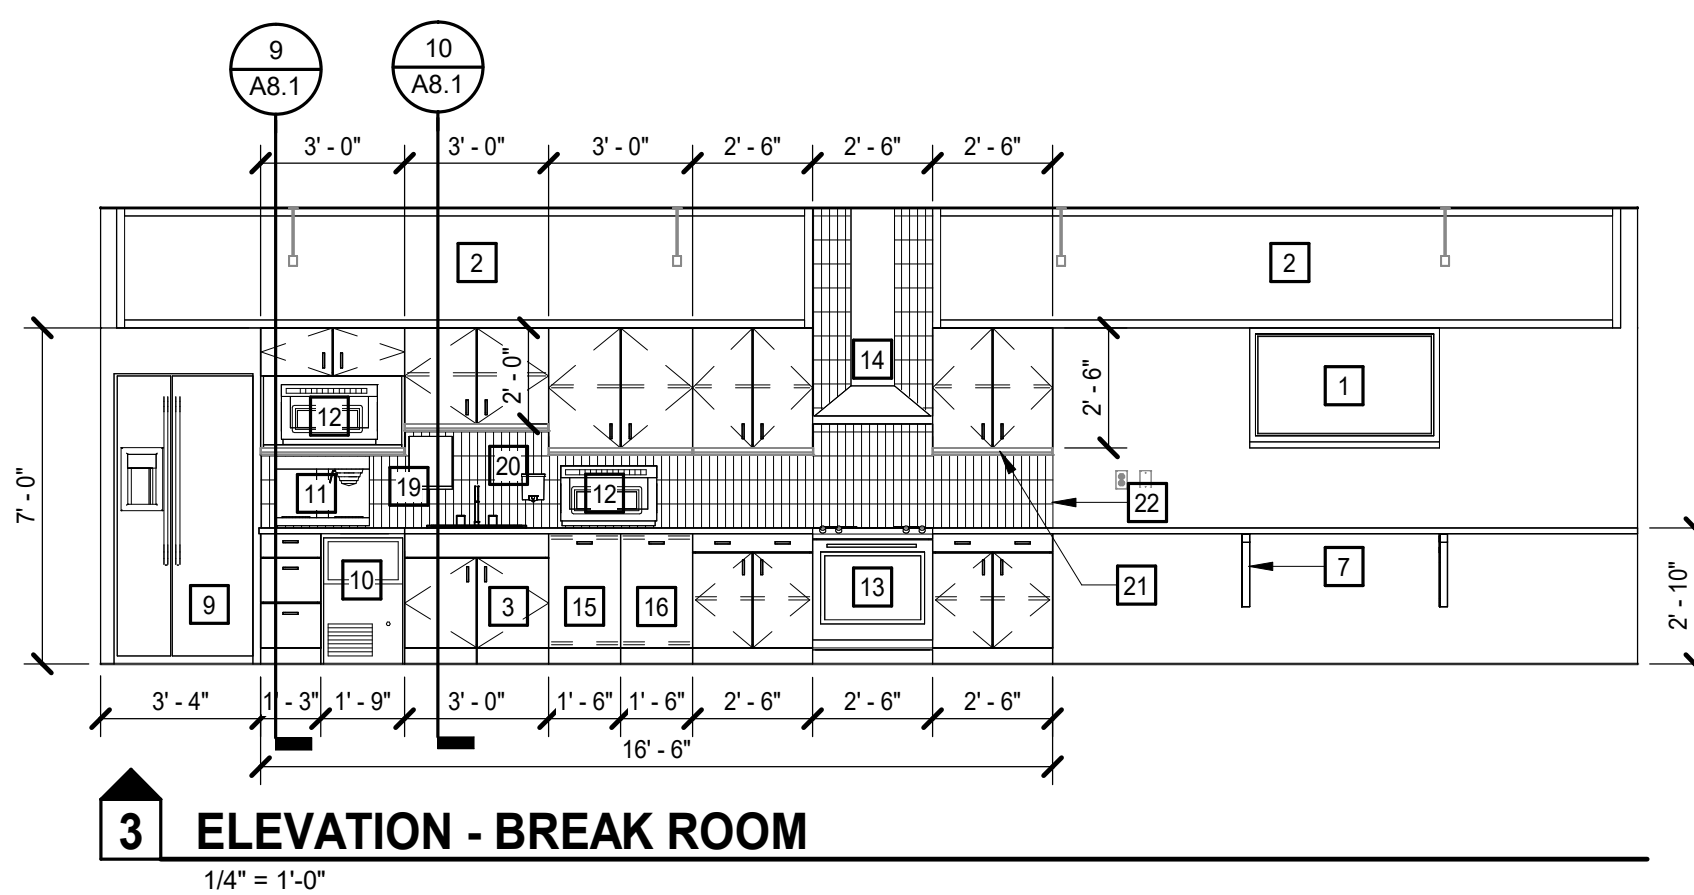 9
A8.1
10
A8.1
3' - 0"
3' - 0"
3' - 0"
2' - 6"
2' - 6"
2' - 6"
2
2
7' - 0"
2' - 0"
2' - 6"
14
1
12
11
19
20
12
22
9
10
3
15
16
13
21
7
2' - 10"
3' - 4"
1' - 3"
1' - 9"
3' - 0"
1' - 6"
1' - 6"
2' - 6"
2' - 6"
2' - 6"
16' - 6"
3 ELEVATION - BREAK ROOM
1/4" = 1'-0"